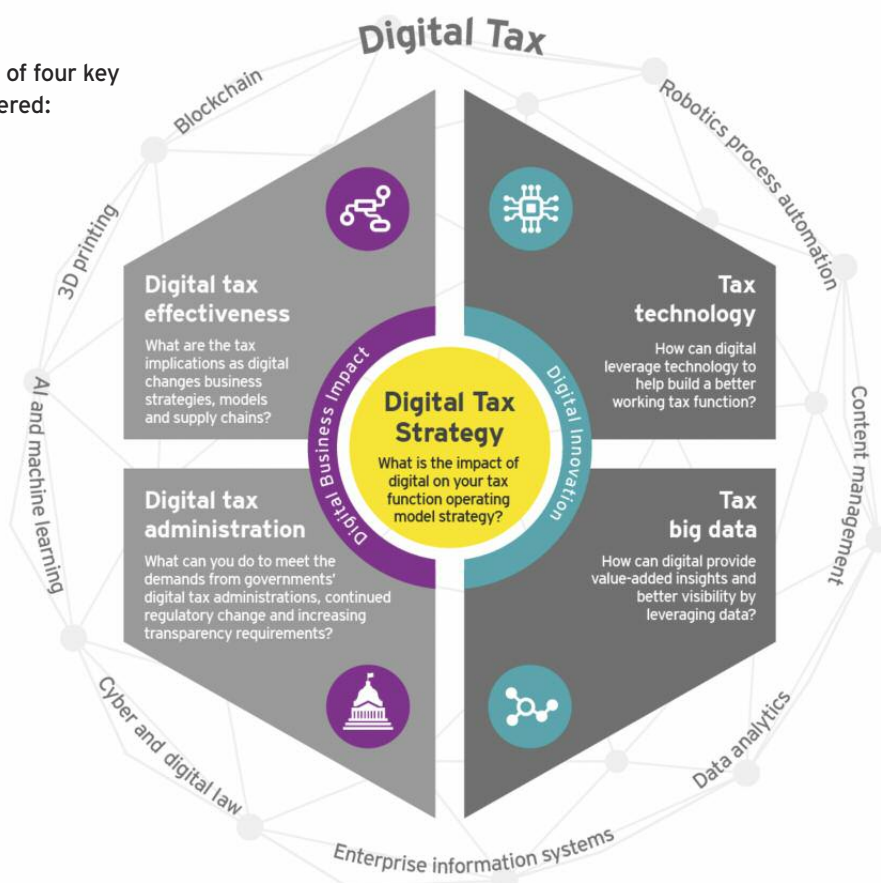 of four key
ered:
Digital Tax
Blockchain
Robotics process automation
3D printing
Content management
AI and machine learning
Data analytics
Cyber and digital law
Enterprise information systems
Digital tax
effectiveness
What are the tax
implications as digital
changes business
strategies, models
and supply chains?
Tax
technology
How can digital
leverage technology to
help build a better
working tax function?
Digital Business Impact
Digital Innovation
Digital Tax
Strategy
What is the impact of
digital on your tax
function operating
model strategy?
Digital tax
administration
What can you do to meet the
demands from governments'
digital tax administrations, continued
regulatory change and increasing
transparency requirements?
Tax
big data
How can digital provide
value-added insights and
better visibility by
leveraging data?